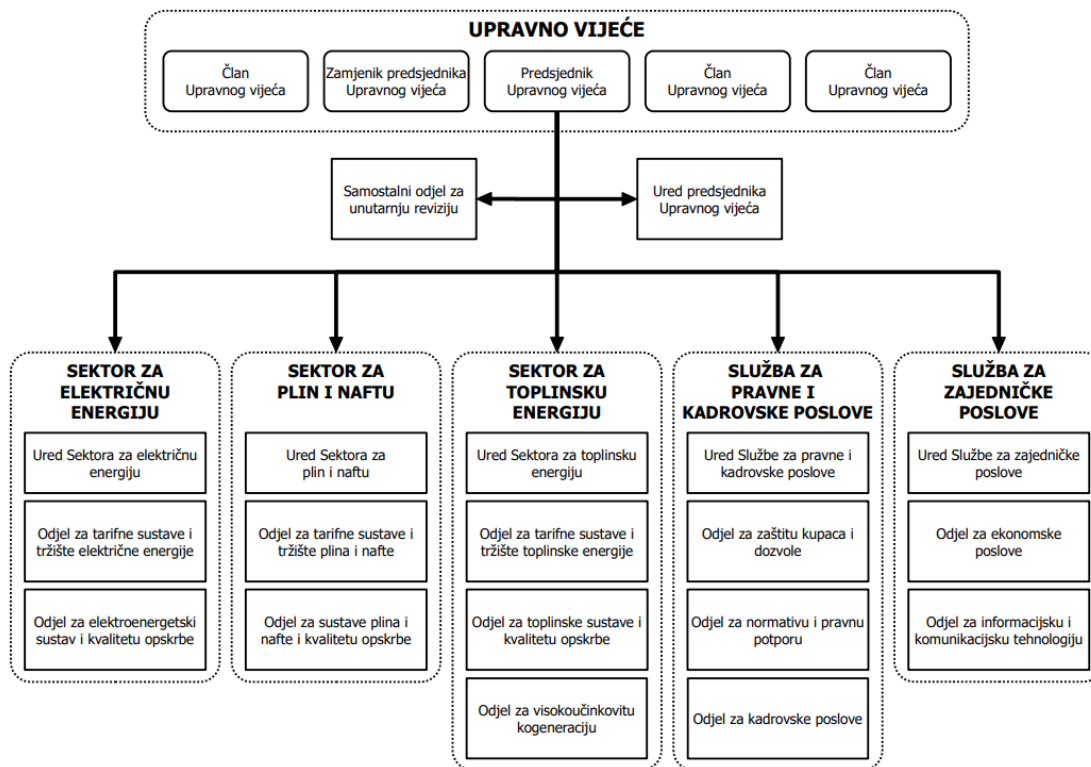 UPRAVNO VIJEĆE
Član
Upravnog vijeća
Zamjenik predsjednika
Upravnog vijeća
Predsjednik
Upravnog vijeća
Član
Upravnog vijeća
Član
Upravnog vijeća
Samostalni odjel za
unutarnju reviziju
Ured predsjednika
Upravnog vijeća
SEKTOR ZA
ELEKTRIČNU
ENERGIJU
Ured Sektora za električnu
energiju
Odjel za tarifne sustave i
tržište električne energije
Odjel za elektroenergetski
sustav i kvalitetu opskrbe
SEKTOR ZA
PLIN I NAFTU
Ured Sektora za
plin i naftu
Odjel za tarifne sustave i
tržište plina i nafte
Odjel za sustave plina i
nafte i kvalitetu opskrbe
SEKTOR ZA
TOPLINSKU
ENERGIJU
Ured Sektora za toplinsku
energiju
Odjel za tarifne sustave i
tržište toplinske energije
Odjel za toplinske sustave i
kvalitetu opskrbe
Odjel za visokoučinkovitu
kogeneraciju
SLUŽBA ZA
PRAVNE I
KADROVSKE POSLOVE
Ured Službe za pravne i
kadrovske poslove
Odjel za zaštitu kupaca i
dozvole
Odjel za normativu i pravnu
potporu
Odjel za kadrovske poslove
SLUŽBA ZA
ZAJEDNIČKE
POSLOVE
Ured Službe za zajedničke
poslove
Odjel za ekonomske
poslove
Odjel za informacijsku i
komunikacijsku tehnologiju